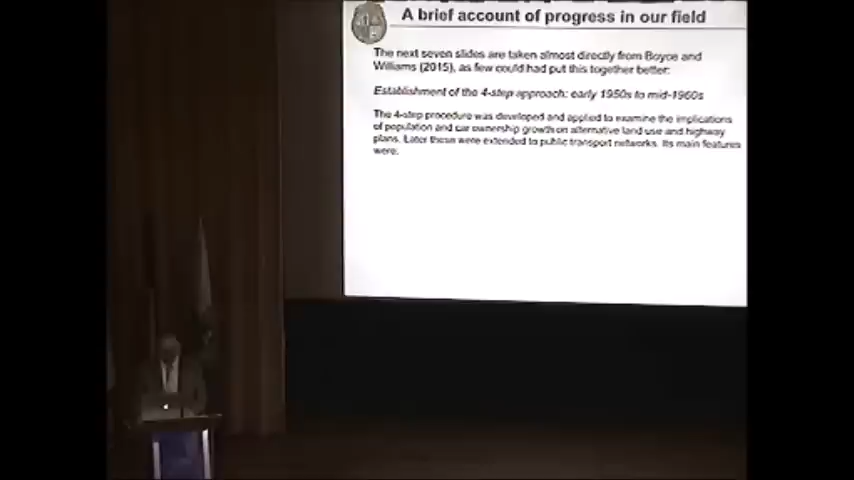 A brief account of progress in our field
The next seven slides are taken almost directly from Boyce and
Williams (2015), as few could had put this together better:
Establishment of the 4-step approach: early 1950s to mid-1960s
The 4-step procedure was developed and applied to examine the implications
of population and car ownership growth on alternative land use and highway
plans. Later these were extended to public transport networks. Its main features
were: